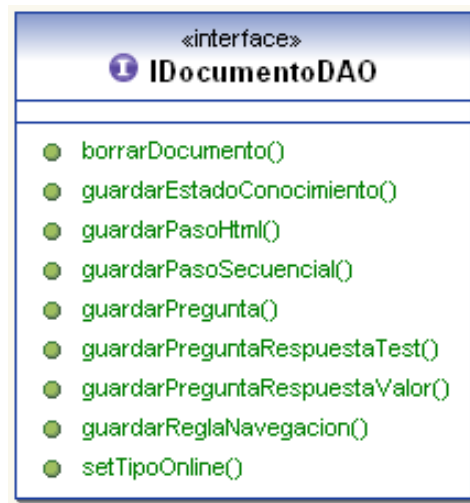 «interface»
I IDocumentoDAO
borrarDocumento()
guardarEstadoConocimiento()
guardarPasoHtml()
guardarPasoSecuencial()
guardarPregunta()
guardarPreguntaRespuestaTest()
guardarPreguntaRespuestaValor()
guardarReglaNavegacion()
setTipoOnline()